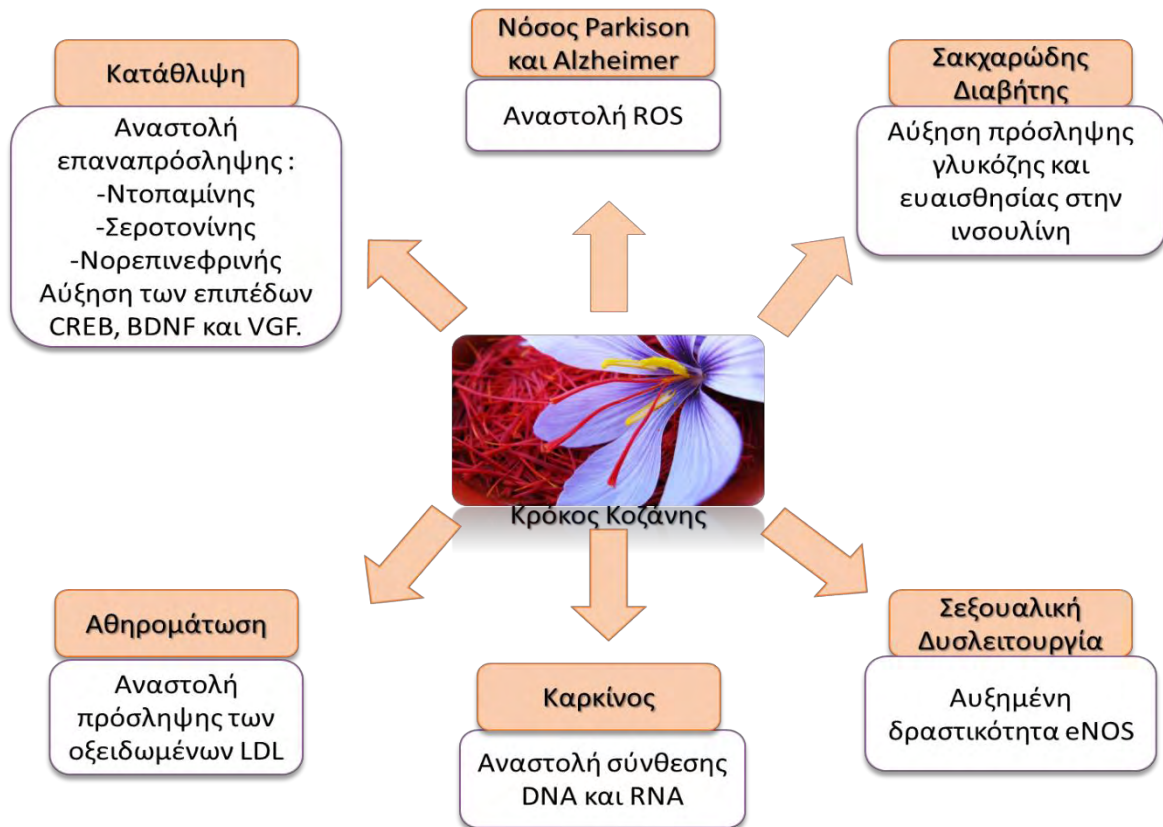 Νόσος Parkison
και Alzheimer
Αναστολή ROS
Κατάθλιψη
Αναστολή
επαναπρόσληψης :
-Ντοπαμίνης
-Σεροτονίνης
-Νορεπινεφρινής
Αύξηση των επιπέδων
CREB, BDNF και VGF.
Σακχαρώδης
Διαβήτης
Αύξηση πρόσληψης
γλυκόζης και
ευαισθησίας στην
ινσουλίνη
Κρόκος Κοζάνης
Αθηρομάτωση
Αναστολή
πρόσληψης των
οξειδωμένων LDL
Καρκίνος
Αναστολή σύνθεσης
DNA και RNA
Σεξουαλική
Δυσλειτουργία
Αυξημένη
δραστικότητα eNOS